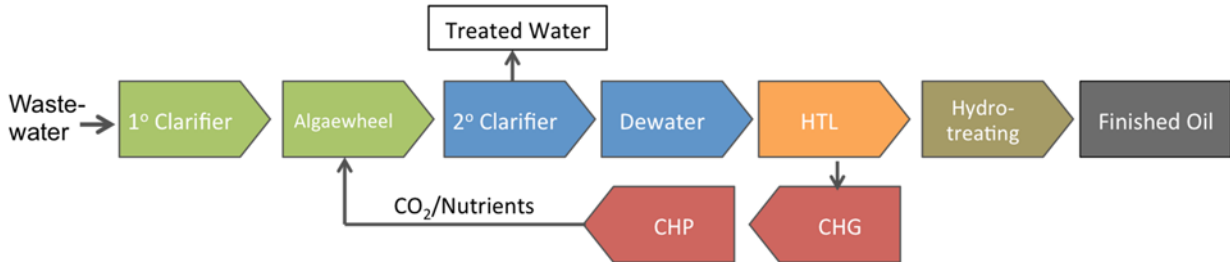 Treated Water
Waste-
water
1° Clarifier
Algaewheel
2° Clarifier
Dewater
HTL
Hydro-
treating
Finished Oil
CO₂/Nutrients
CHP
CHG